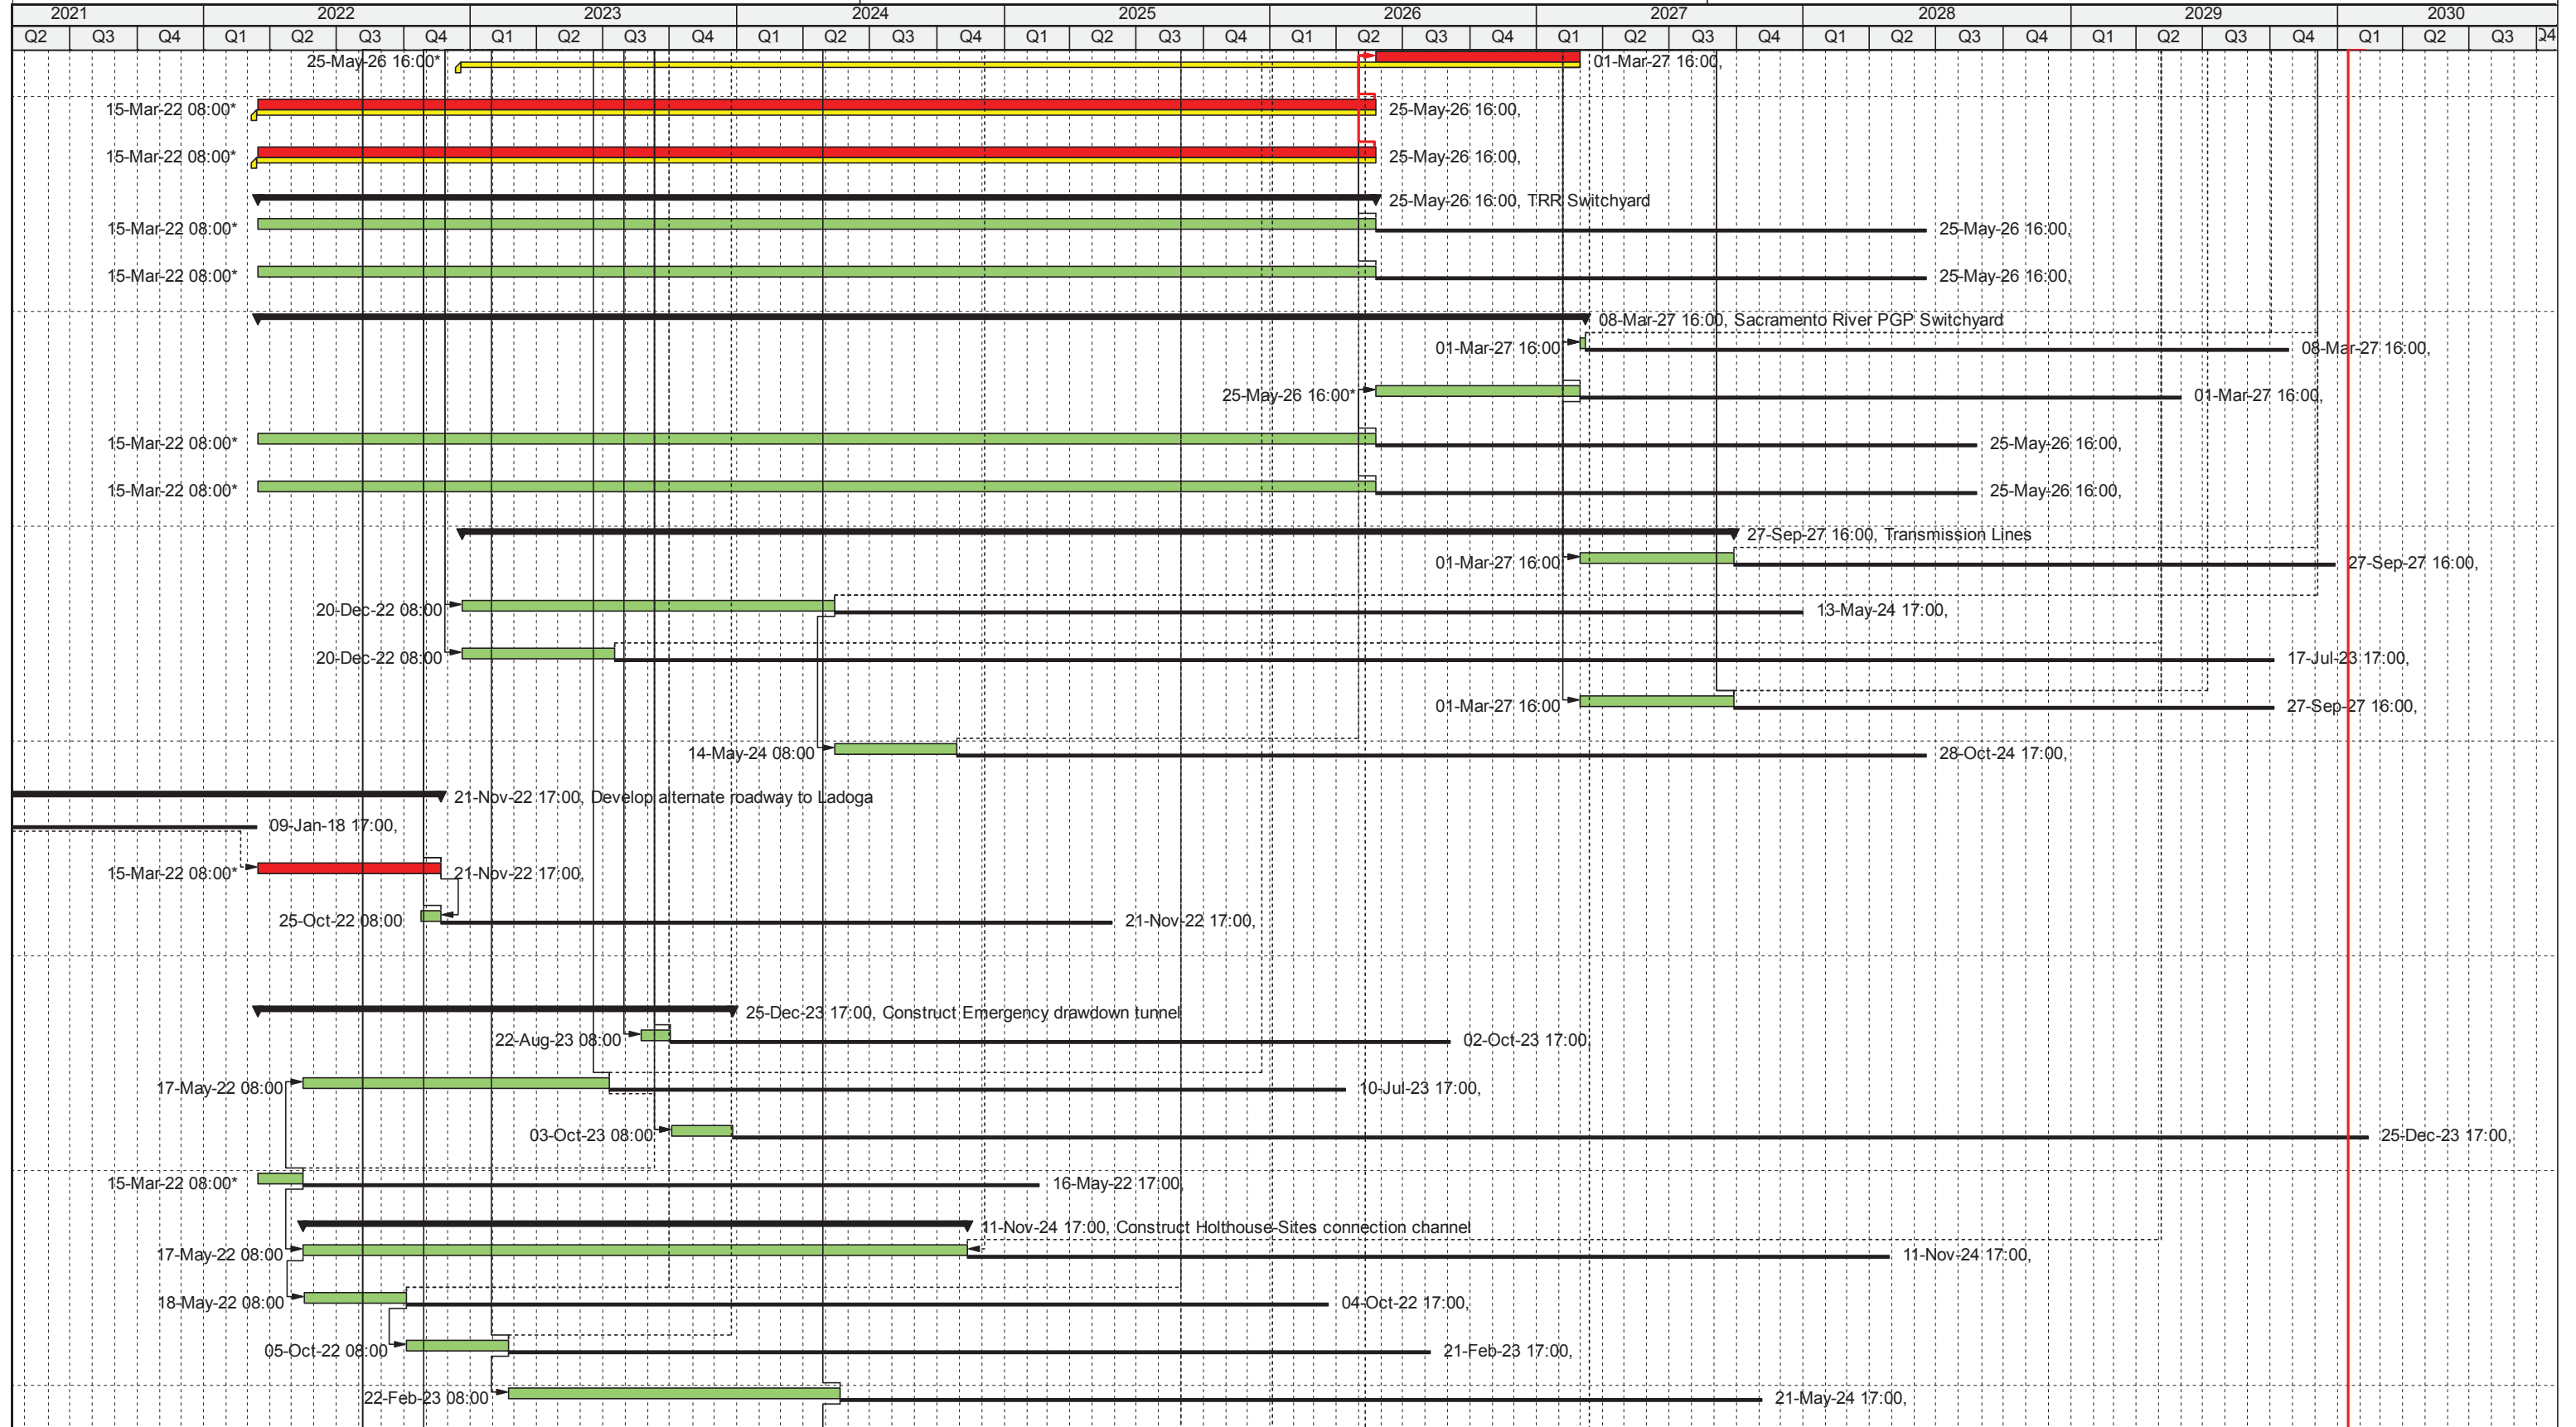 2021 2022 2023 2024 2025 2026 2027 2028 2029 2030
Q2 Q3 Q4 Q1 Q2 Q3 Q4 Q1 Q2 Q3 Q4 Q1 Q2 Q3 Q4 Q1 Q2 Q3 Q4 Q1 Q2 Q3 Q4 Q1 Q2 Q3 Q4 Q1 Q2 Q3 Q4 Q1 Q2 Q3 Q4 Q1 Q2 Q3 Q4
25-May-26 16:00* 01-Mar-27 16:00,
15-Mar-22 08:00* 25-May-26 16:00,
15-Mar-22 08:00* 25-May-26 16:00,
25-May-26 16:00, TRR Switchyard
15-Mar-22 08:00* 25-May-26 16:00,
15-Mar-22 08:00* 25-May-26 16:00,
08-Mar-27 16:00, Sacramento River PGP Switchyard
01-Mar-27 16:00 08-Mar-27 16:00,
25-May-26 16:00* 01-Mar-27 16:00,
15-Mar-22 08:00* 25-May-26 16:00,
15-Mar-22 08:00* 25-May-26 16:00,
27-Sep-27 16:00, Transmission Lines
01-Mar-27 16:00 27-Sep-27 16:00,
20-Dec-22 08:00 13-May-24 17:00,
20-Dec-22 08:00 17-Jul-23 17:00,
01-Mar-27 16:00 27-Sep-27 16:00,
14-May-24 08:00 28-Oct-24 17:00,
21-Nov-22 17:00, Develop alternate roadway to Ladoga
09-Jan-18 17:00,
15-Mar-22 08:00* 21-Nov-22 17:00,
25-Oct-22 08:00 21-Nov-22 17:00,
25-Dec-23 17:00, Construct Emergency drawdown tunnel
22-Aug-23 08:00 02-Oct-23 17:00,
17-May-22 08:00 10-Jul-23 17:00,
03-Oct-23 08:00 25-Dec-23 17:00,
15-Mar-22 08:00* 16-May-22 17:00,
11-Nov-24 17:00, Construct Holthouse-Sites connection channel
17-May-22 08:00 11-Nov-24 17:00,
18-May-22 08:00 04-Oct-22 17:00,
05-Oct-22 08:00 21-Feb-23 17:00,
22-Feb-23 08:00 21-May-24 17:00,